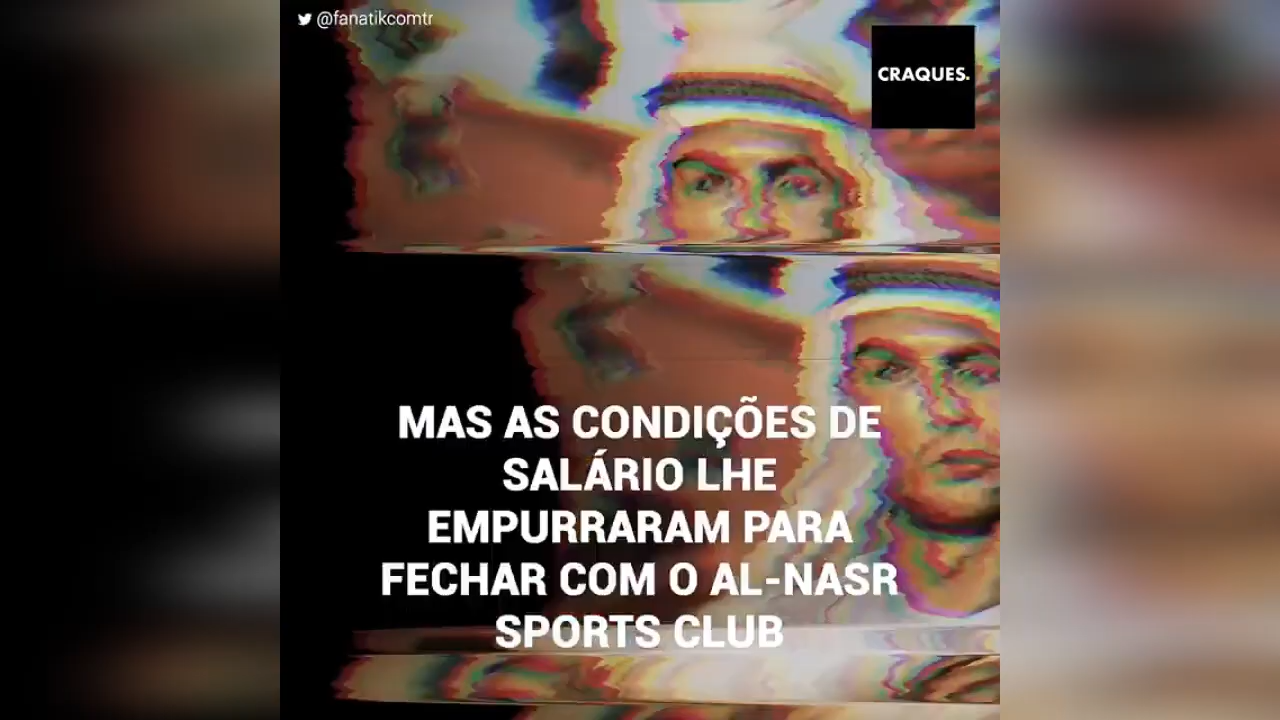 @fanatikcomtr
CRAQUES.
MAS AS CONDIÇÕES DE
SALÁRIO LHE
EMPURRARAM PARA
FECHAR COM O AL-NASR
SPORTS CLUB